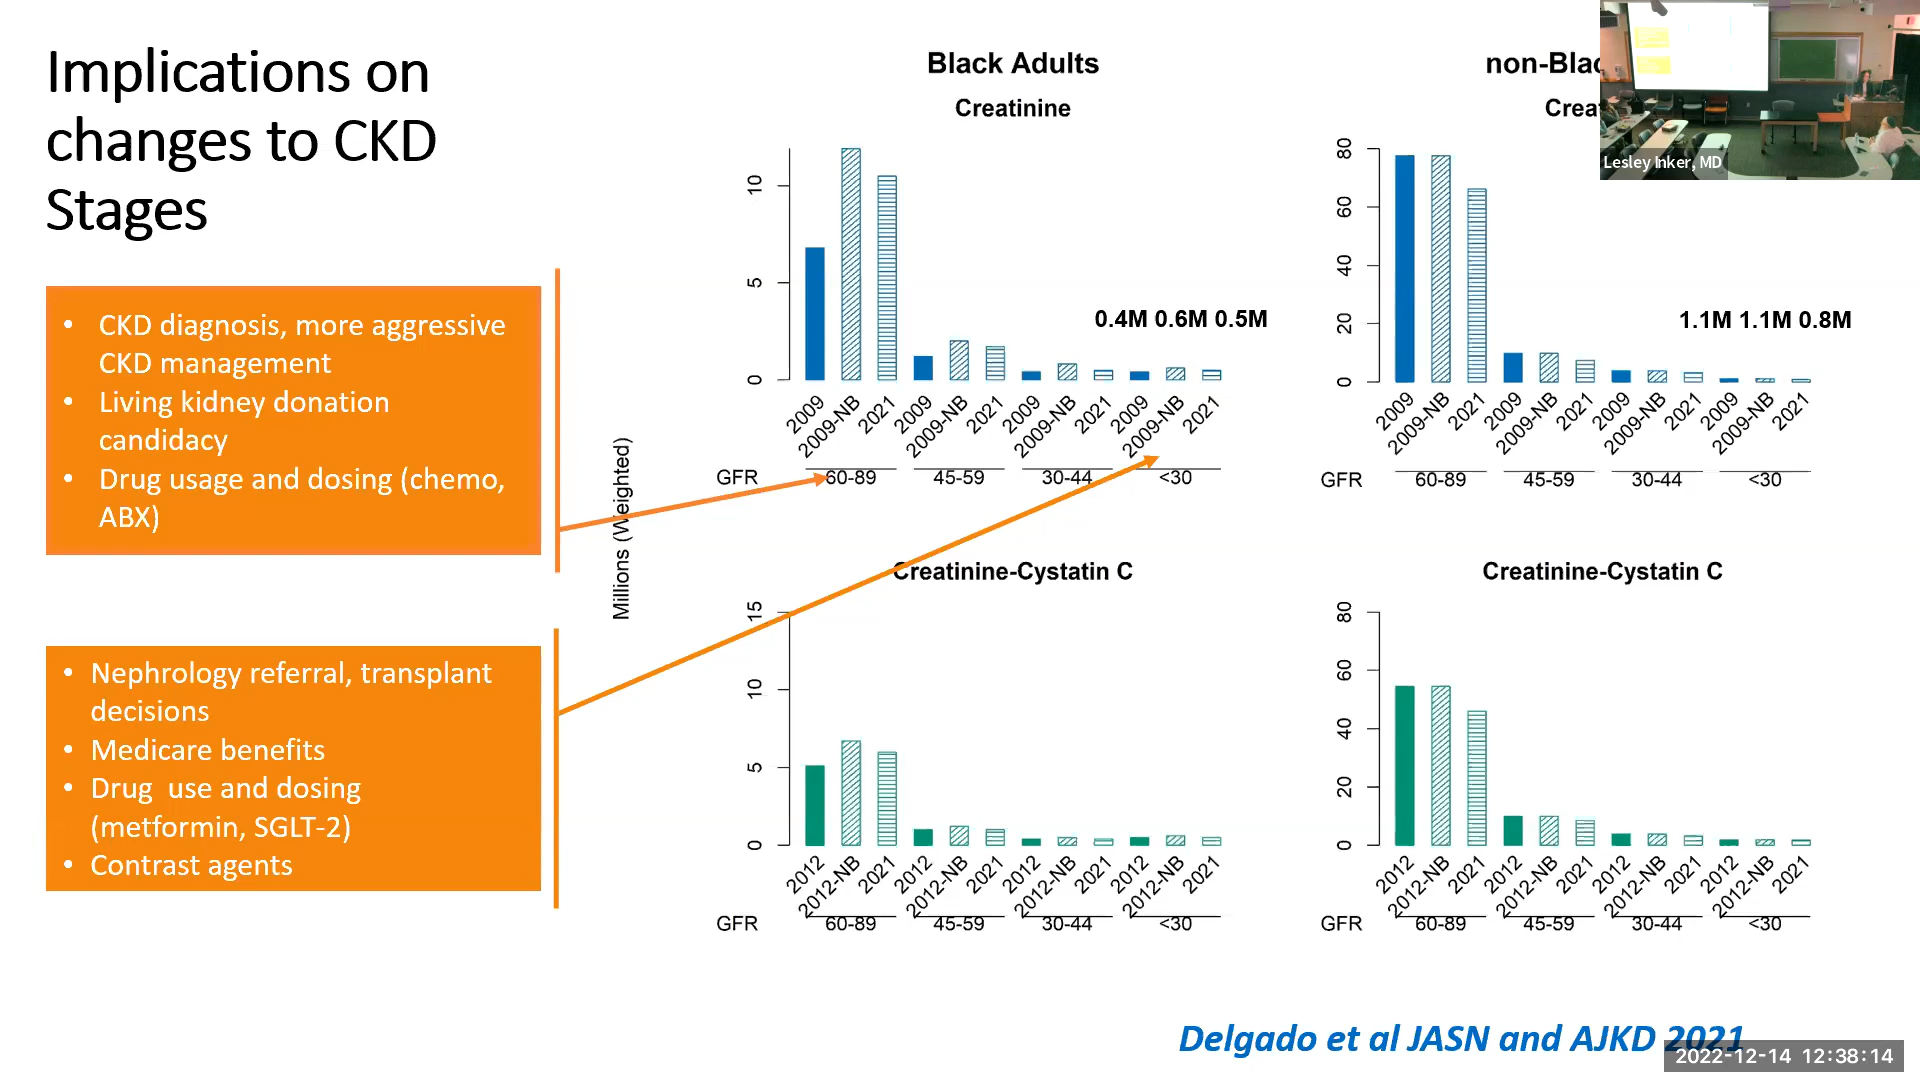 Implications on
changes to CKD
Stages
• CKD diagnosis, more aggressive
CKD management
• Living kidney donation
candidacy
• Drug usage and dosing (chemo,
ABX)
• Nephrology referral, transplant
decisions
• Medicare benefits
• Drug use and dosing
(metformin, SGLT-2)
• Contrast agents
Millions (Weighted)
Black Adults
Creatinine
10
5
0
0.4M 0.6M 0.5M
2009 2009-NB 2021 2009 2009-NB 2021 2009 2009-NB 2021 2009 2009-NB 2021
GFR 60-89 45-59 30-44 <30
non-Blac
Creat
80
60
40
20
0
1.1M 1.1M 0.8M
2009 2009-NB 2021 2009 2009-NB 2021 2009 2009-NB 2021 2009 2009-NB 2021
GFR 60-89 45-59 30-44 <30
Creatinine-Cystatin C
15
10
5
0
2012 2012-NB 2021 2012 2012-NB 2021 2012 2012-NB 2021 2012 2012-NB 2021
GFR 60-89 45-59 30-44 <30
Creatinine-Cystatin C
80
60
40
20
0
2012 2012-NB 2021 2012 2012-NB 2021 2012 2012-NB 2021 2012 2012-NB 2021
GFR 60-89 45-59 30-44 <30
Lesley Inker, MD
Delgado et al JASN and AJKD 2021
2022-12-14 12:38:14